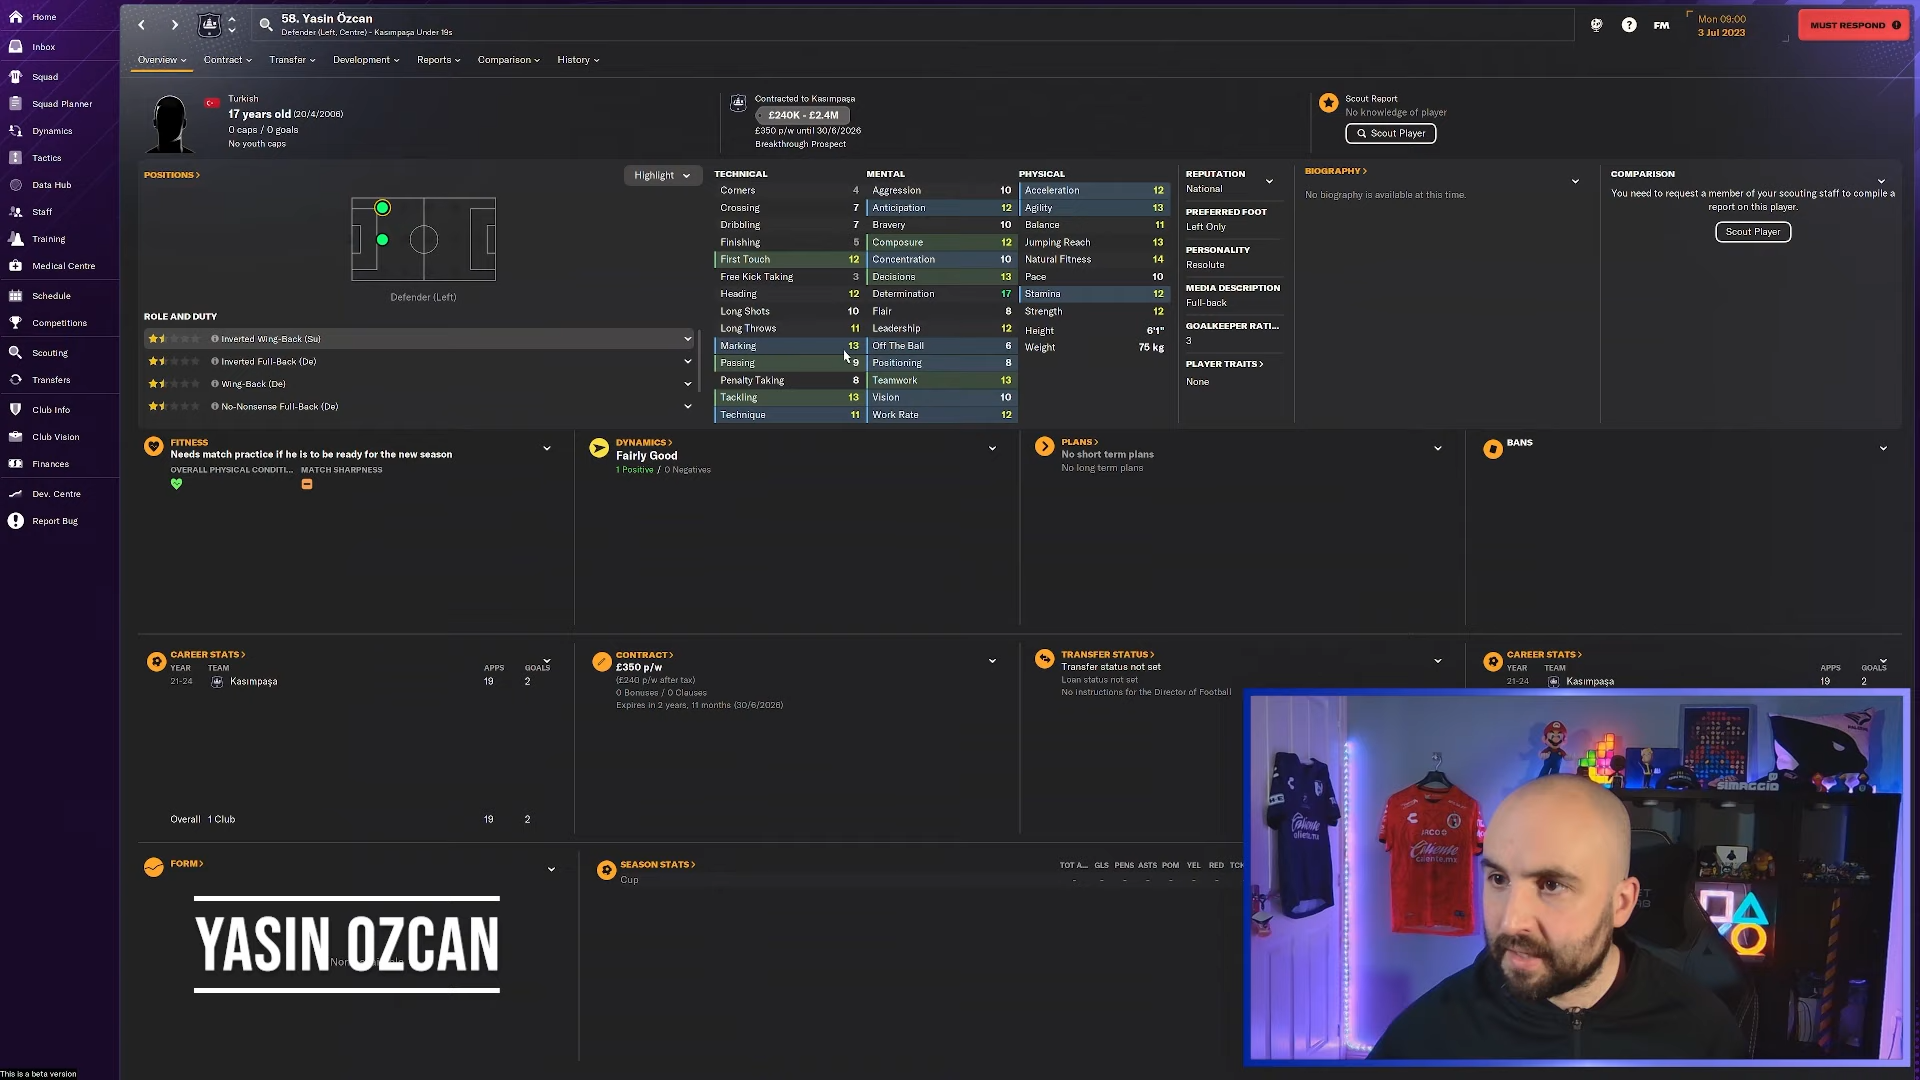 Home
Inbox
Squad
Squad Planner
Dynamics
Tactics
Data Hub
Staff
Training
Medical Centre
Schedule
Competitions
Scouting
Transfers
Club Info
Club Vision
Finances
Dev. Centre
Report Bug
This is a beta version
58. Yasin Özcan
Defender (Left, Centre) - Kasımpaşa Under 19s
FM
Mon 09:00
3 Jul 2023
MUST RESPOND
Overview
Contract
Transfer
Development
Reports
Comparison
History
Turkish
17 years old (20/4/2006)
0 caps / 0 goals
No youth caps
Contracted to Kasımpaşa
£240K - £2.4M
£350 p/w until 30/6/2026
Breakthrough Prospect
Scout Report
No knowledge of player
Scout Player
POSITIONS>
Highlight
Defender (Left)
ROLE AND DUTY
Inverted Wing-Back (Su)
Inverted Full-Back (De)
Wing-Back (De)
No-Nonsense Full-Back (De)
TECHNICAL
Corners 4
Crossing 7
Dribbling 7
Finishing 5
First Touch 12
Free Kick Taking 3
Heading 12
Long Shots 10
Long Throws 11
Marking 13
Passing 9
Penalty Taking 8
Tackling 13
Technique 11
MENTAL
Aggression 10
Anticipation 12
Bravery 10
Composure 12
Concentration 10
Decisions 13
Determination 17
Flair 8
Leadership 12
Off The Ball 6
Positioning 8
Teamwork 13
Vision 10
Work Rate 12
PHYSICAL
Acceleration 12
Agility 13
Balance 11
Jumping Reach 13
Natural Fitness 14
Pace 10
Stamina 12
Strength 12
Height 6'1"
Weight 75 kg
REPUTATION
National
PREFERRED FOOT
Left Only
PERSONALITY
Resolute
MEDIA DESCRIPTION
Full-back
GOALKEEPER RATI...
3
PLAYER TRAITS>
None
BIOGRAPHY>
No biography is available at this time.
COMPARISON
You need to request a member of your scouting staff to compile a
report on this player.
Scout Player
FITNESS
Needs match practice if he is to be ready for the new season
OVERALL PHYSICAL CONDITI... MATCH SHARPNESS
DYNAMICS>
Fairly Good
1 Positive / 0 Negatives
PLANS>
No short term plans
No long term plans
BANS
CAREER STATS>
YEAR TEAM APPS GOALS
21-24 Kasımpaşa 19 2
Overall 1 Club 19 2
CONTRACT>
£350 p/w
(£240 p/w after tax)
0 Bonuses / 0 Clauses
Expires in 2 years, 11 months (30/6/2026)
TRANSFER STATUS>
Transfer status not set
Loan status not set
No instructions for the Director of Football
CAREER STATS>
YEAR TEAM APPS GOALS
21-24 Kasımpaşa 19 2
FORM>
YASIN OZCAN
SEASON STATS>
TOT A... GLS PENS ASTS POM YEL RED TCK
Cup
SIMAGGIO
Caliente
Caliente
caliente.mx